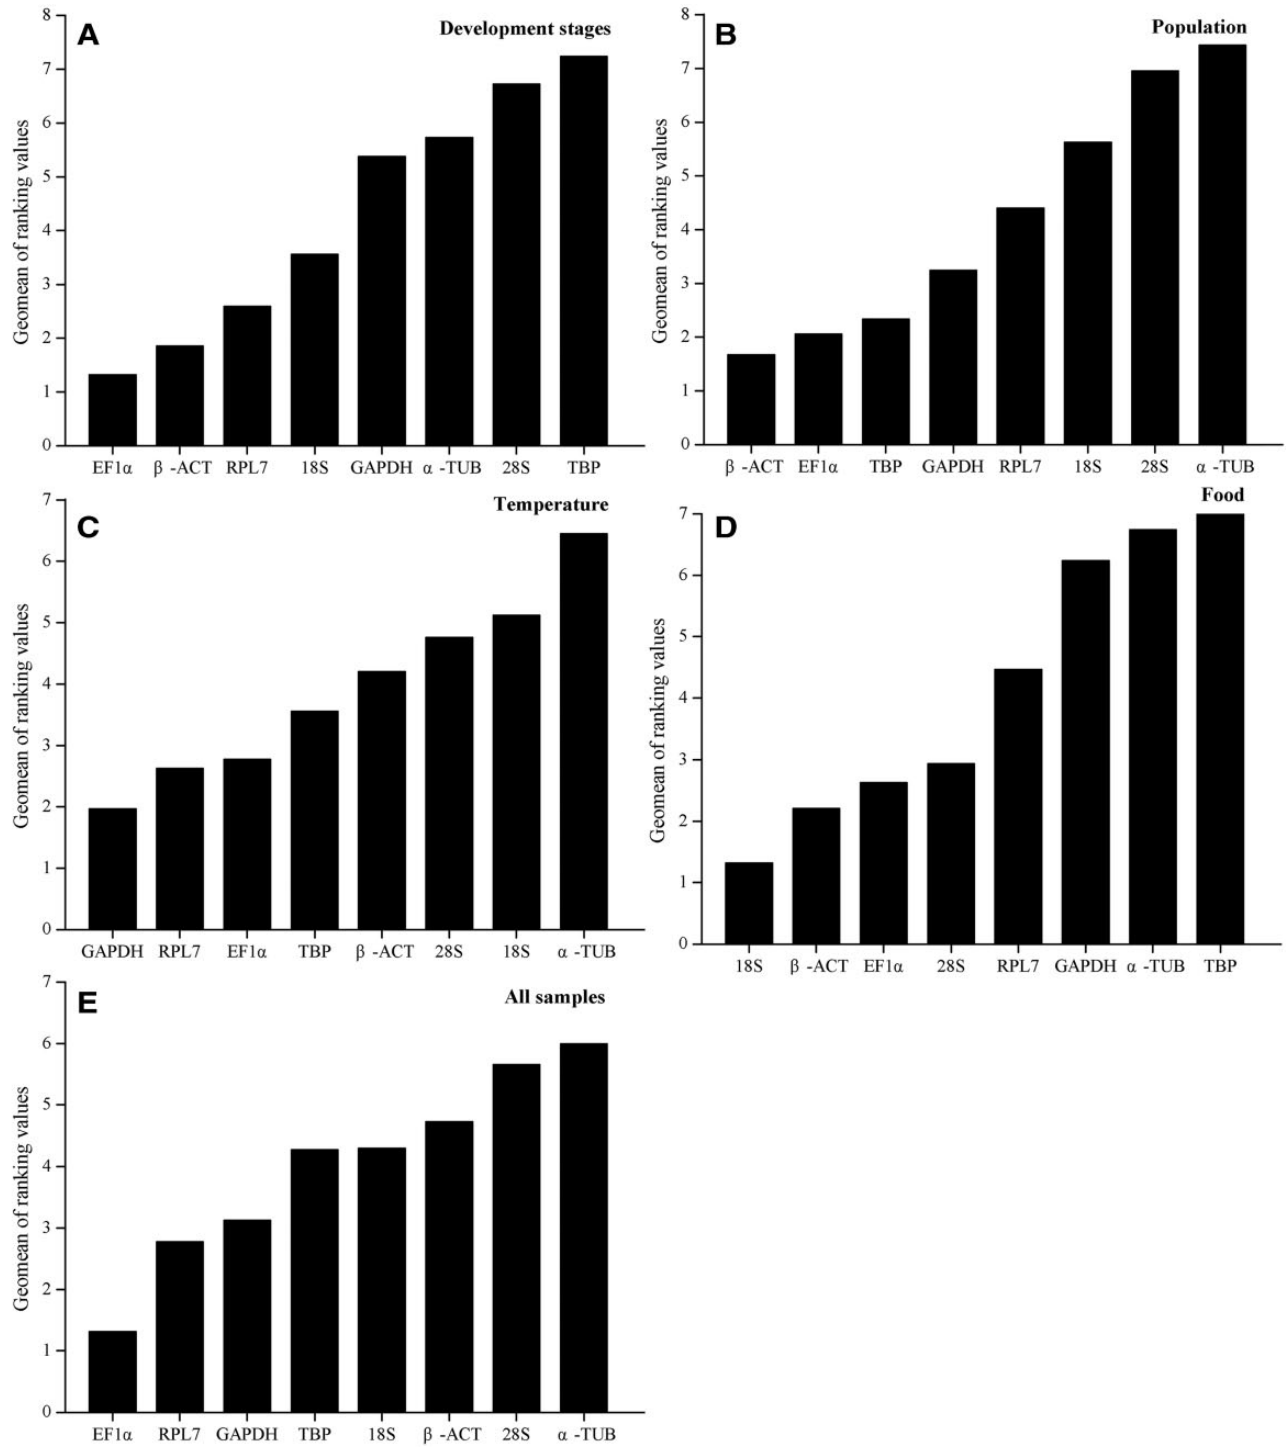 A
Development stages
Geomean of ranking values
8
7
6
5
4
3
2
1
0
EF1α β -ACT RPL7 18S GAPDH α -TUB 28S TBP
B
Population
Geomean of ranking values
8
7
6
5
4
3
2
1
0
β -ACT EF1α TBP GAPDH RPL7 18S 28S α -TUB
C
Temperature
Geomean of ranking values
7
6
5
4
3
2
1
0
GAPDH RPL7 EF1α TBP β -ACT 28S 18S α -TUB
D
Food
Geomean of ranking values
7
6
5
4
3
2
1
0
18S β -ACT EF1α 28S RPL7 GAPDH α -TUB TBP
E
All samples
Geomean of ranking values
7
6
5
4
3
2
1
0
EF1α RPL7 GAPDH TBP 18S β -ACT 28S α -TUB